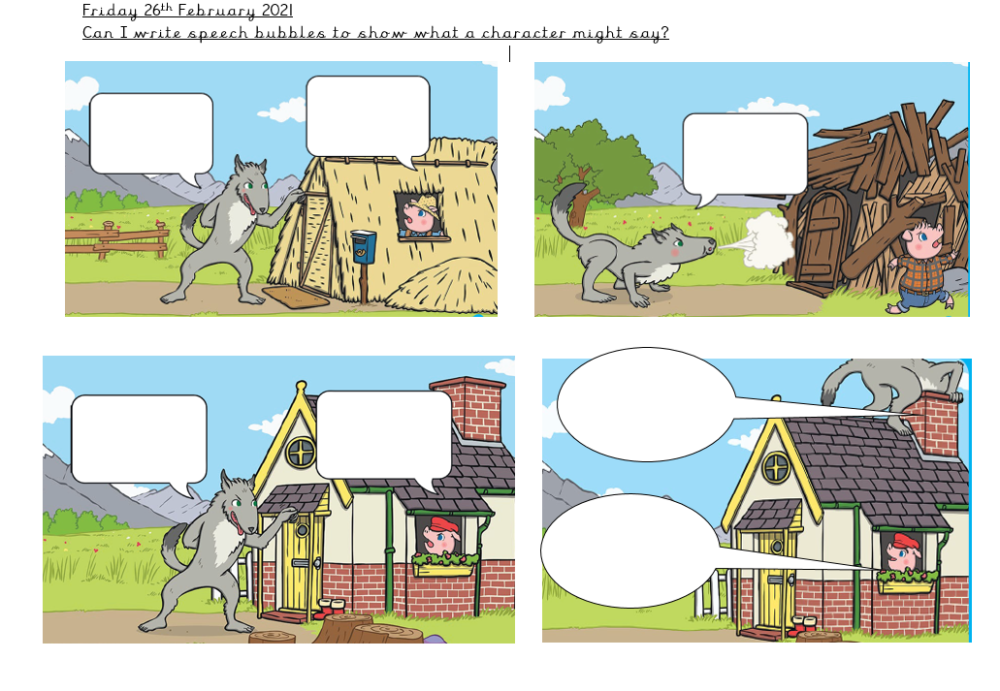 Friday 26th February 2021
Can I write speech bubbles to show what a character might say?